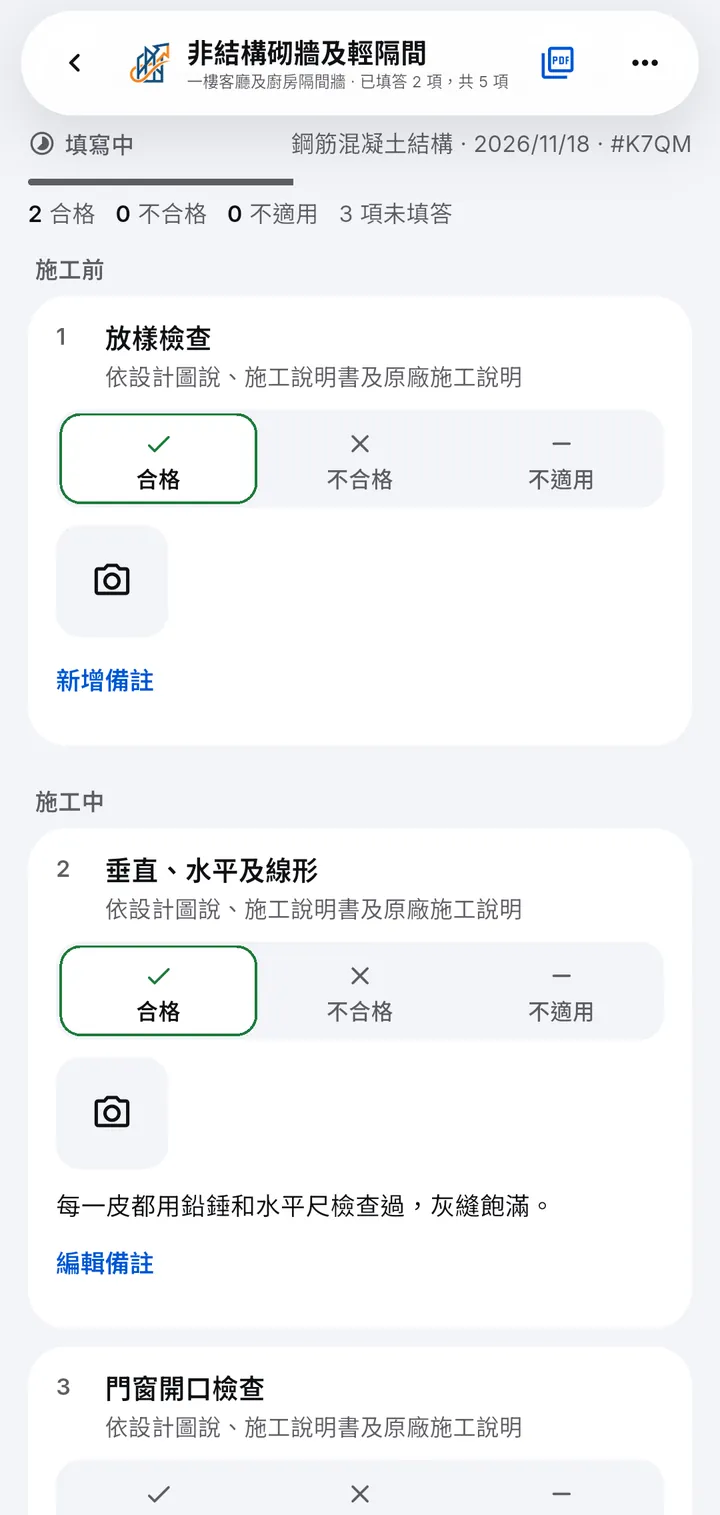 非結構砌牆及輕隔間
一樓客廳及廚房隔間牆 · 已填答 2 項，共 5 項
PDF
填寫中
鋼筋混凝土結構 · 2026/11/18 · #K7QM
2 合格 0 不合格 0 不適用 3 項未填答
施工前
1 放樣檢查
依設計圖說、施工說明書及原廠施工說明
合格 不合格 不適用
新增備註
施工中
2 垂直、水平及線形
依設計圖說、施工說明書及原廠施工說明
合格 不合格 不適用
每一皮都用鉛錘和水平尺檢查過，灰縫飽滿。
編輯備註
3 門窗開口檢查
依設計圖說、施工說明書及原廠施工說明